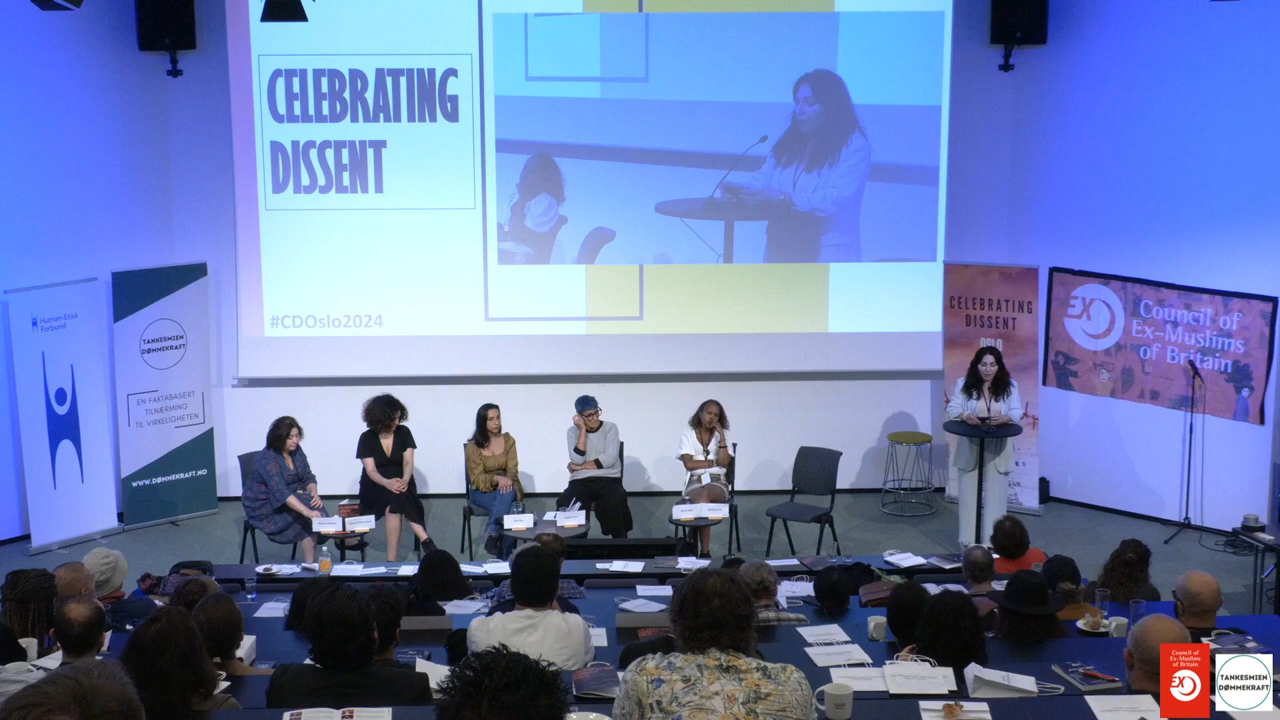 CELEBRATING
DISSENT
#CDOslo2024
Human-Etisk
Forbund
TANKESMIEN
DØMMEKRAFT
EN FAKTABASERT
TILNÆRMING
TIL VIRKELIGHETEN
WWW.DØMMEKRAFT.NO
CELEBRATING
DISSENT
OSLO
EX
Council of
Ex-Muslims
of Britain
Council of
Ex-Muslims
of Britain
EX
TANKESMIEN
DØMMEKRAFT